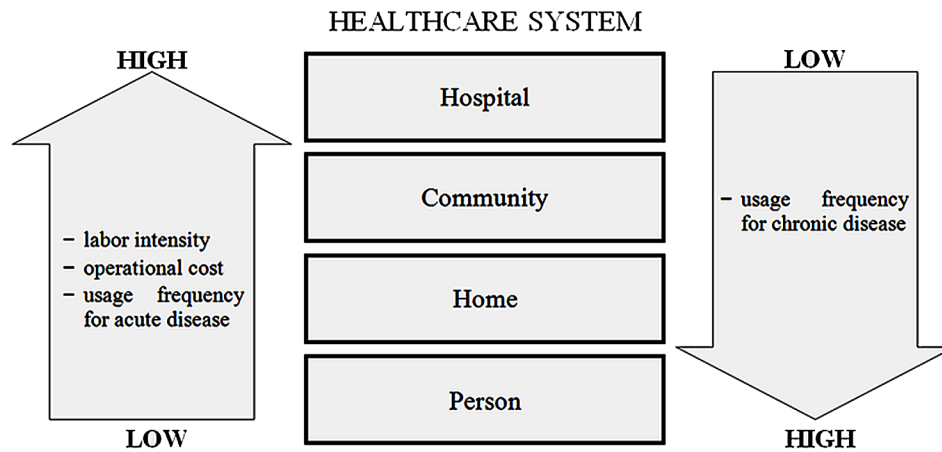 HEALTHCARE SYSTEM
HIGH
– labor intensity
– operational cost
– usage frequency
for acute disease
LOW
Hospital
Community
Home
Person
LOW
– usage frequency
for chronic disease
HIGH